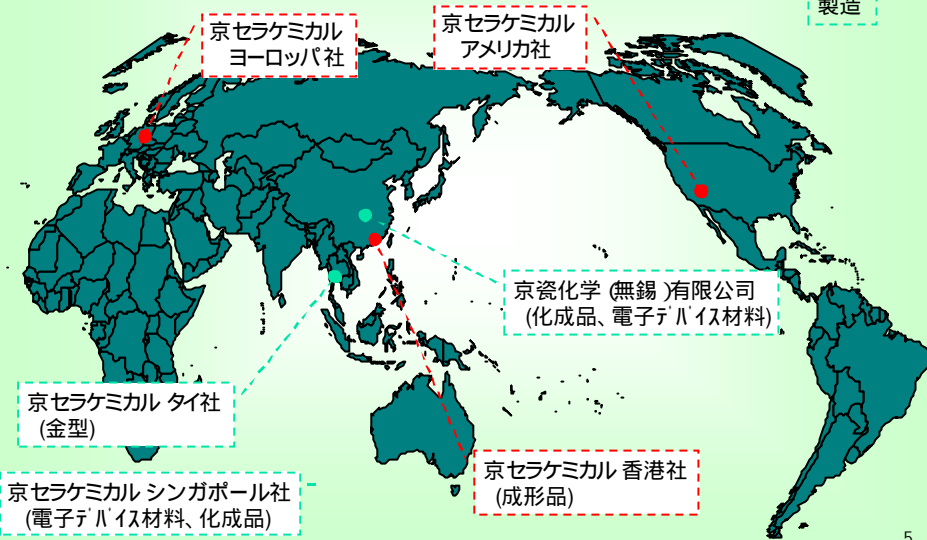 製造
京セラケミカル
ヨーロッパ社
京セラケミカル
アメリカ社
京瓷化学(無錫)有限公司
(化成品、電子デバイス材料)
京セラケミカル タイ社
(金型)
京セラケミカル 香港社
(成形品)
京セラケミカル シンガポール社
(電子デバイス材料、化成品)
5